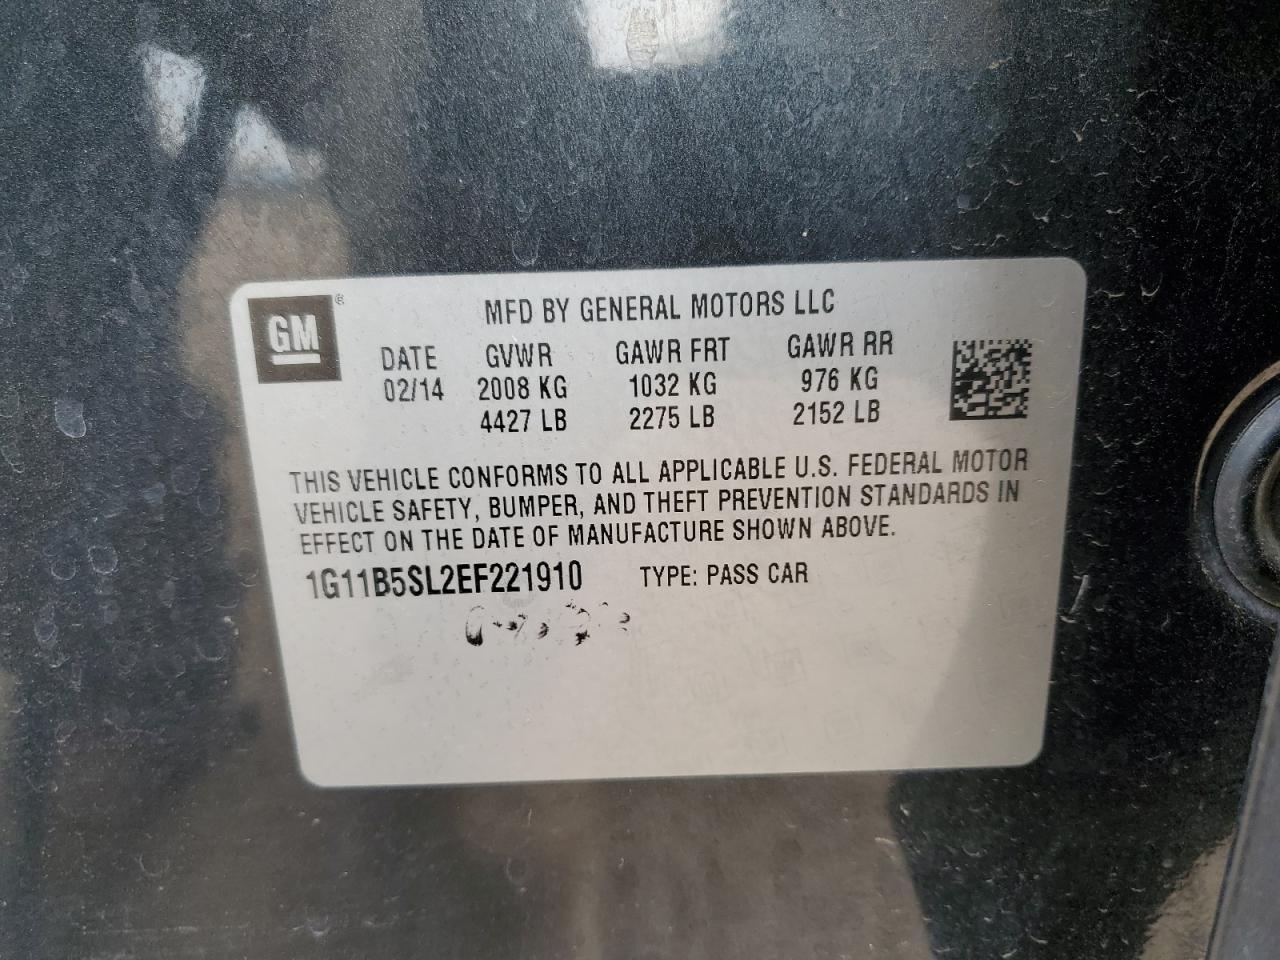 GM ®
MFD BY GENERAL MOTORS LLC
DATE GVWR GAWR FRT GAWR RR
02/14 2008 KG 1032 KG 976 KG
4427 LB 2275 LB 2152 LB
THIS VEHICLE CONFORMS TO ALL APPLICABLE U.S. FEDERAL MOTOR
VEHICLE SAFETY, BUMPER, AND THEFT PREVENTION STANDARDS IN
EFFECT ON THE DATE OF MANUFACTURE SHOWN ABOVE.
1G11B5SL2EF221910 TYPE: PASS CAR